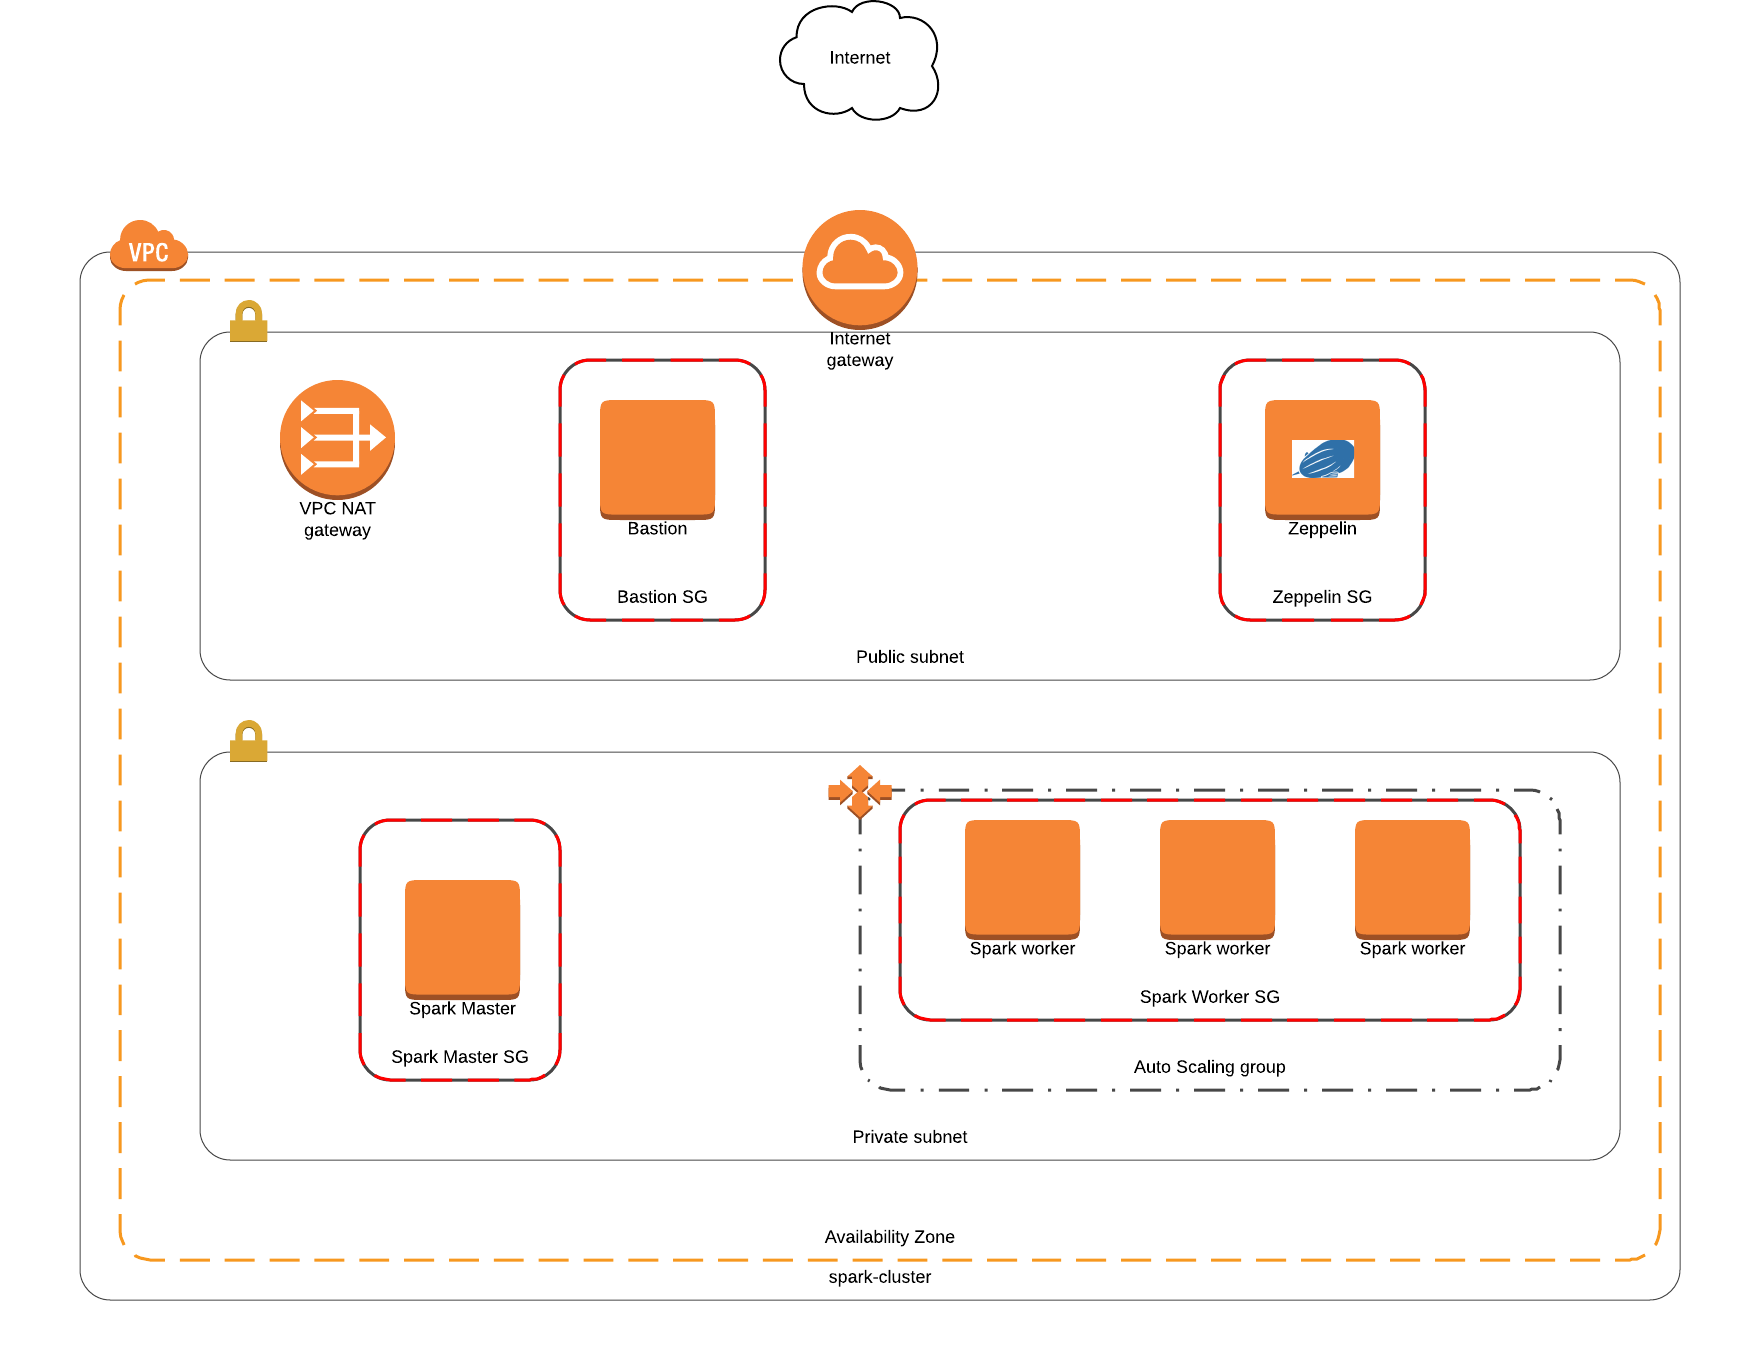 Internet
VPC
Internet
gateway
VPC NAT
gateway
Bastion
Zeppelin
Bastion SG
Zeppelin SG
Public subnet
Spark worker
Spark worker
Spark worker
Spark Worker SG
Spark Master
Spark Master SG
Auto Scaling group
Private subnet
Availability Zone
spark-cluster